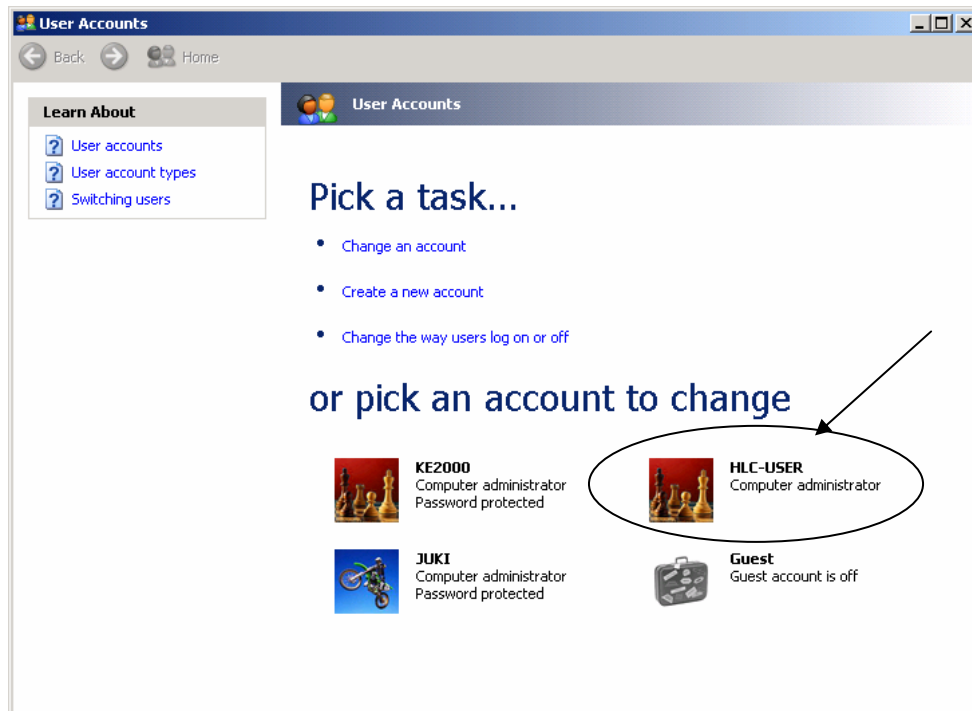 User Accounts
Back
Home
Learn About
User accounts
User account types
Switching users
User Accounts
Pick a task...
• Change an account
• Create a new account
• Change the way users log on or off
or pick an account to change
KE2000
Computer administrator
Password protected
HLC-USER
Computer administrator
JUKI
Computer administrator
Password protected
Guest
Guest account is off